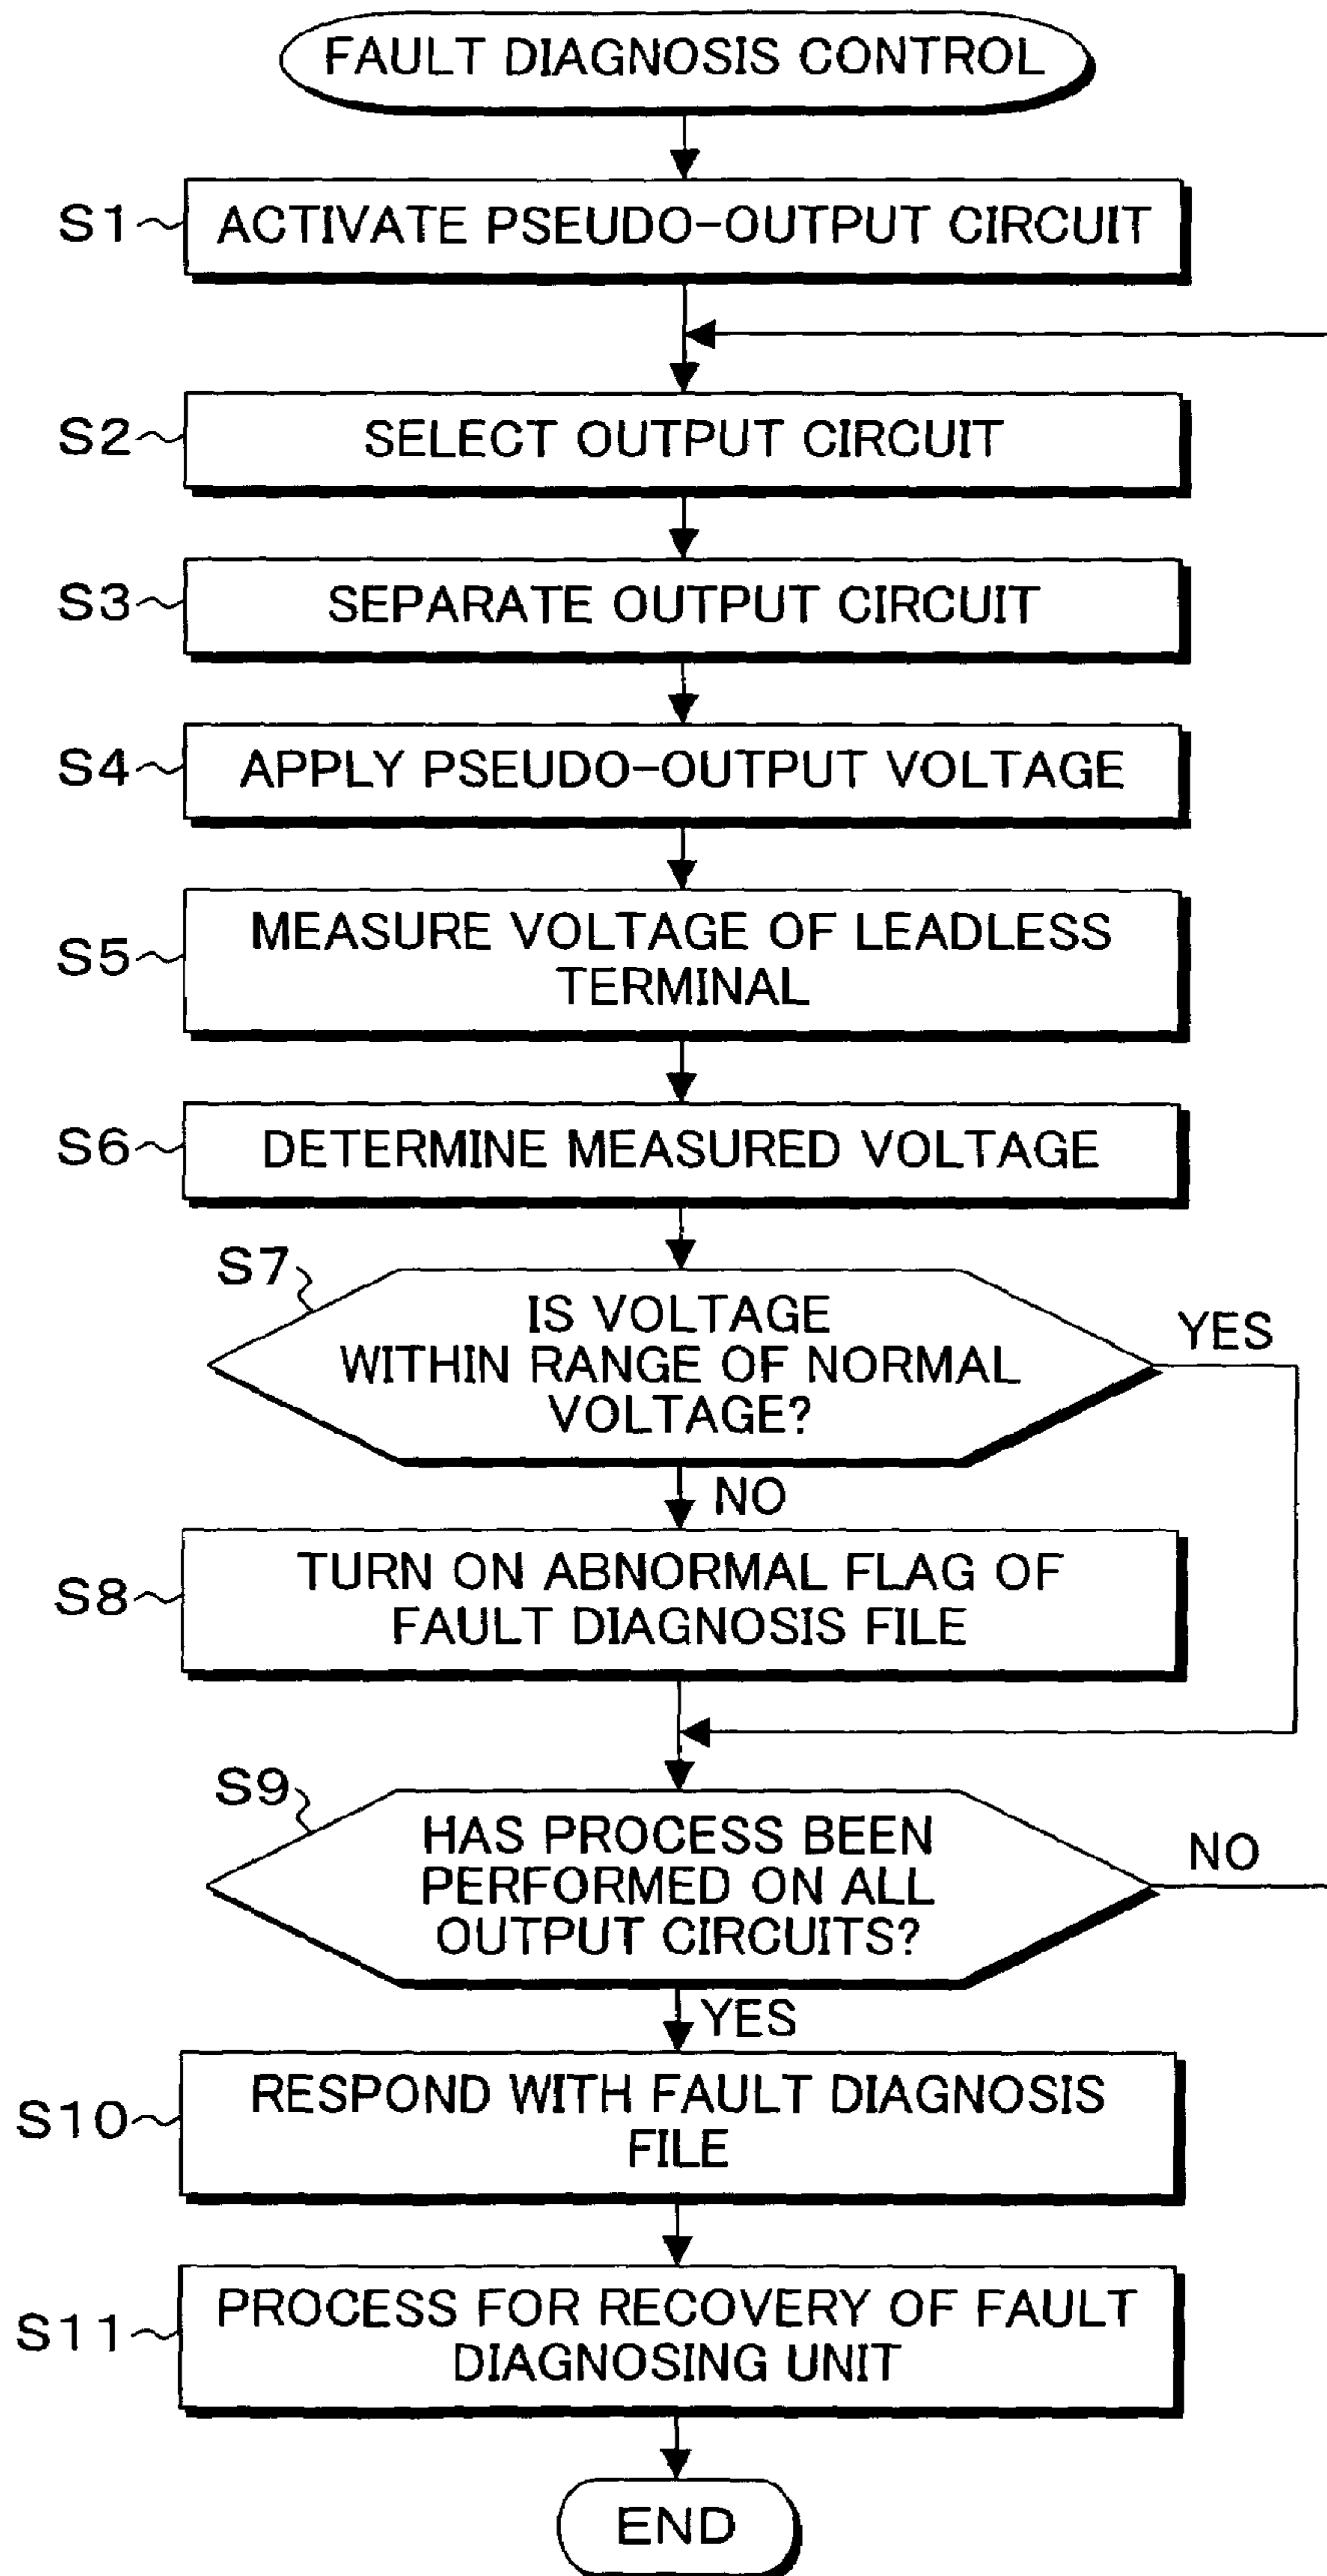 FAULT DIAGNOSIS CONTROL
S1
ACTIVATE PSEUDO-OUTPUT CIRCUIT
S2
SELECT OUTPUT CIRCUIT
S3
SEPARATE OUTPUT CIRCUIT
S4
APPLY PSEUDO-OUTPUT VOLTAGE
S5
MEASURE VOLTAGE OF LEADLESS
TERMINAL
S6
DETERMINE MEASURED VOLTAGE
S7
IS VOLTAGE
WITHIN RANGE OF NORMAL
VOLTAGE?
YES
NO
S8
TURN ON ABNORMAL FLAG OF
FAULT DIAGNOSIS FILE
S9
HAS PROCESS BEEN
PERFORMED ON ALL
OUTPUT CIRCUITS?
NO
YES
S10
RESPOND WITH FAULT DIAGNOSIS
FILE
S11
PROCESS FOR RECOVERY OF FAULT
DIAGNOSING UNIT
END